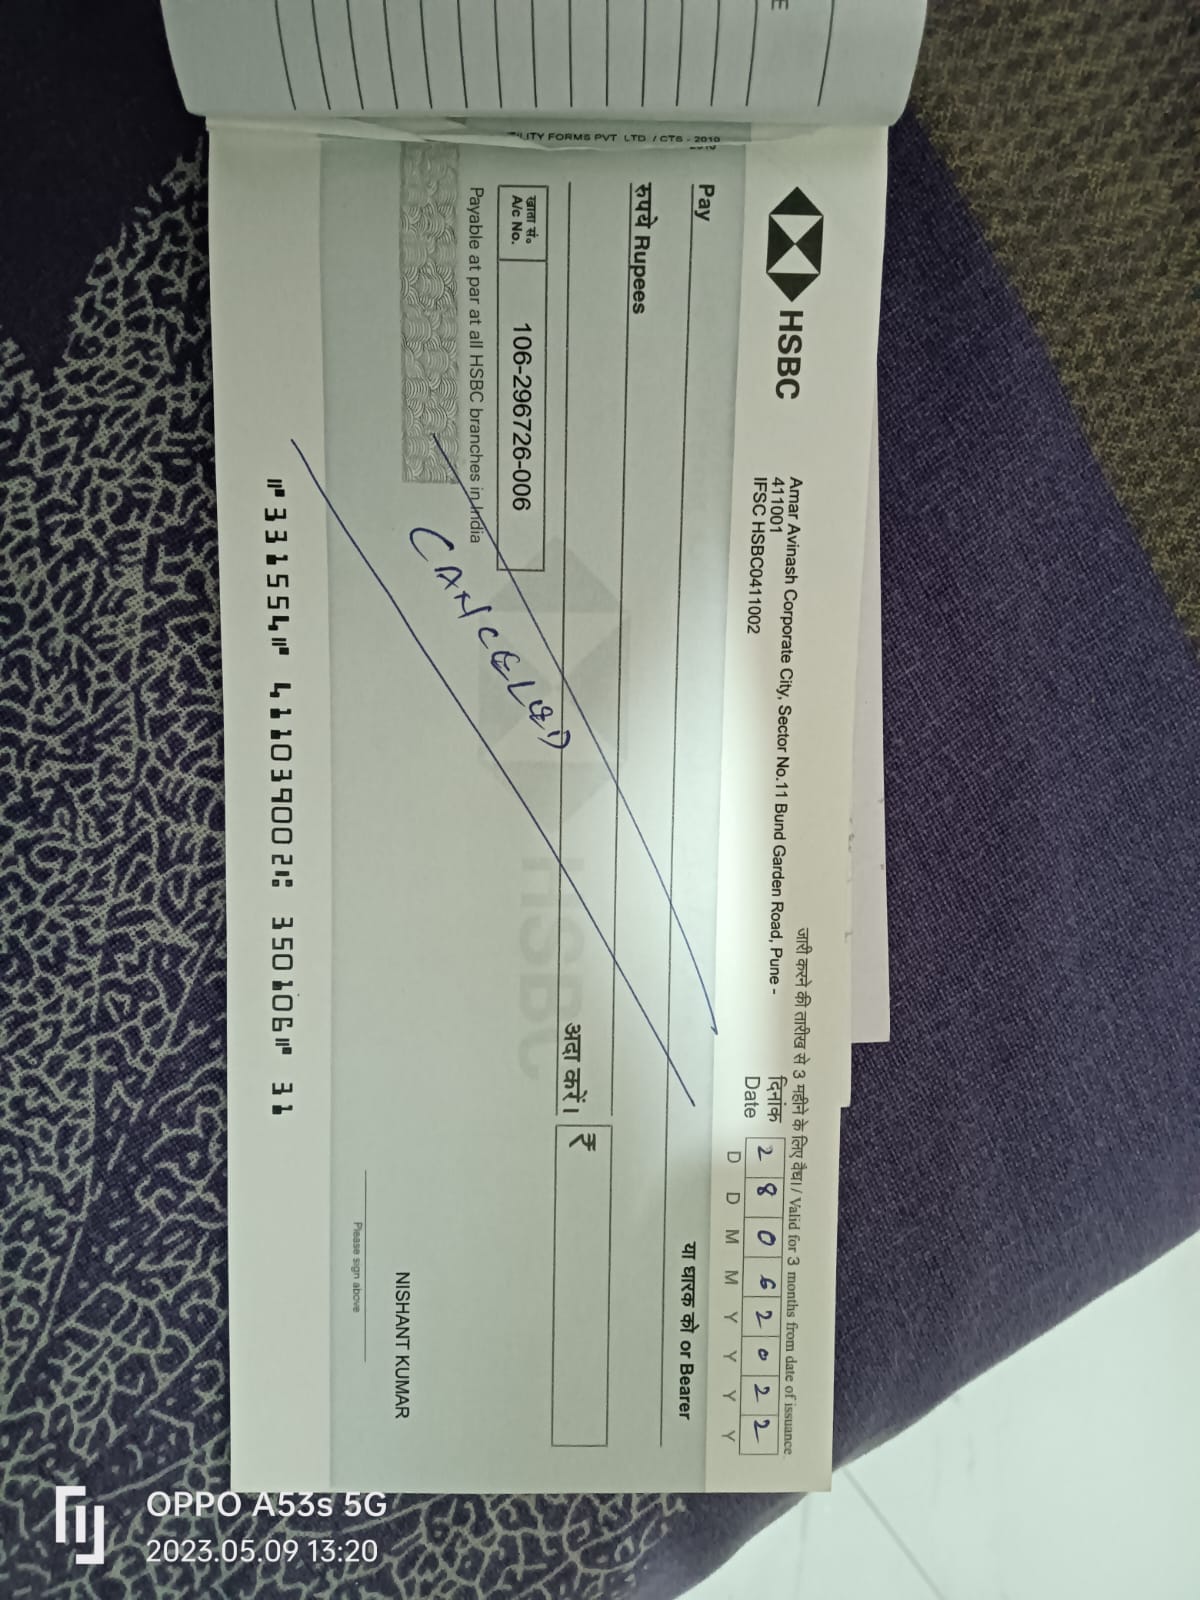 E
ILITY FORMS PVT LTD / CTS - 2010
HSBC
Amar Avinash Corporate City, Sector No.11 Bund Garden Road, Pune -
411001
IFSC HSBC0411002
जारी करने की तारीख से 3 महीने के लिए वैध। / Valid for 3 months from date of issuance
दिनांक
Date
2 8 0 6 2 0 2 2
D D M M Y Y Y Y
Pay
या धारक को or Bearer
रुपये Rupees
अदा करें।
₹
खाता सं॰
A/c No.
106-296726-006
Payable at par at all HSBC branches in India
HSBC
CANCELLED
NISHANT KUMAR
Please sign above
⑈331554⑈ 411039002⑆ 350106⑈ 31
OPPO A53s 5G
2023.05.09 13:20